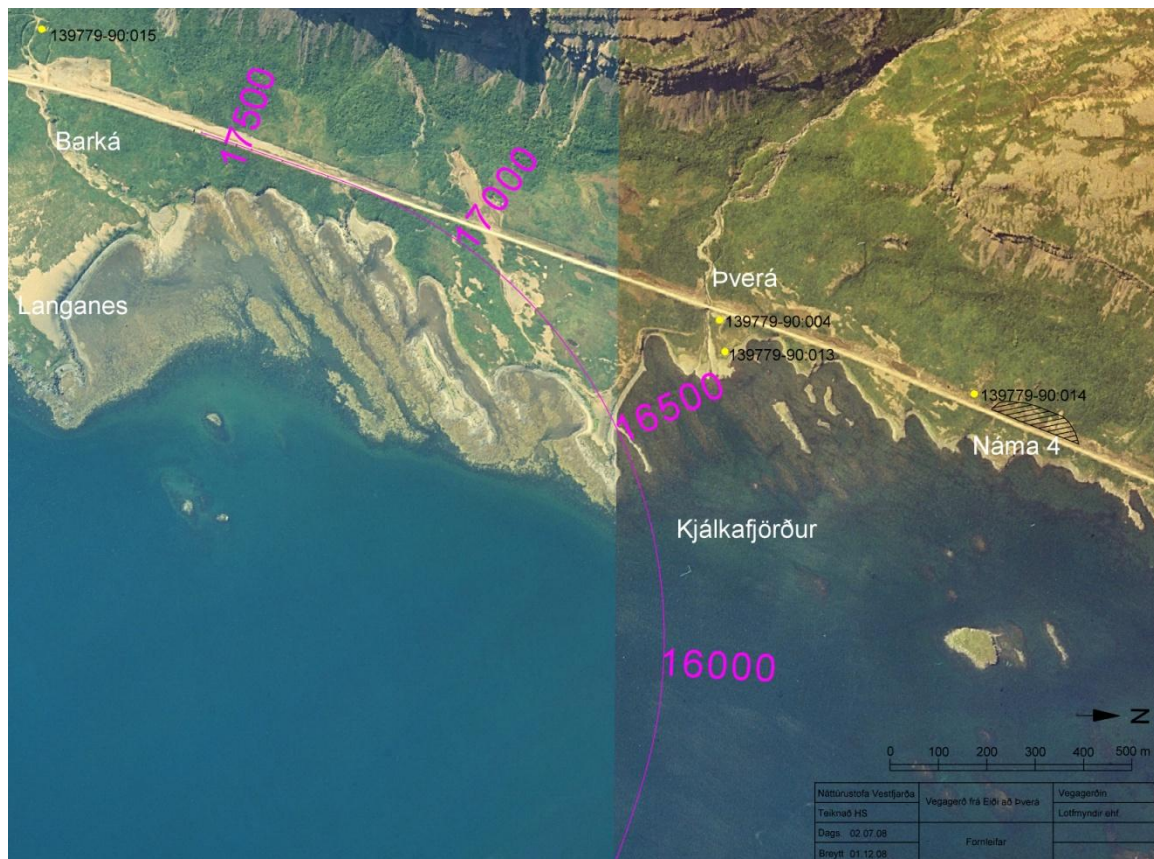 139779-90:015
17500
Barká
17000
Þverá
Langanes
139779-90:004
139779-90:013
16500
139779-90:014
Náma 4
Kjálkafjörður
16000
N
0 100 200 300 400 500 m
Náttúrustofa Vestfjarða
Vegagerð frá Eiði að Þverá
Vegagerðin
Teiknað HS
Loftmyndir ehf.
Dags. 02.07.08
Fornleifar
Breytt 01.12.08